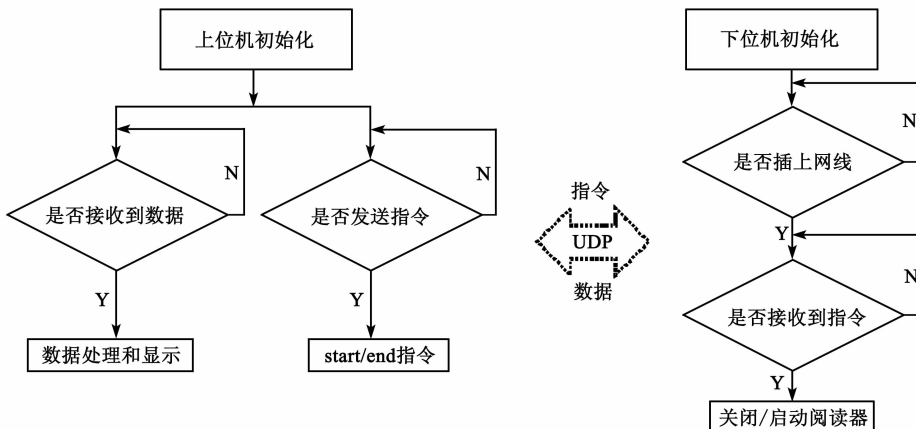 上位机初始化
N
N
是否接收到数据
是否发送指令
Y
Y
数据处理和显示
start/end指令
指令
UDP
数据
下位机初始化
N
是否插上网线
Y
N
是否接收到指令
Y
关闭/启动阅读器